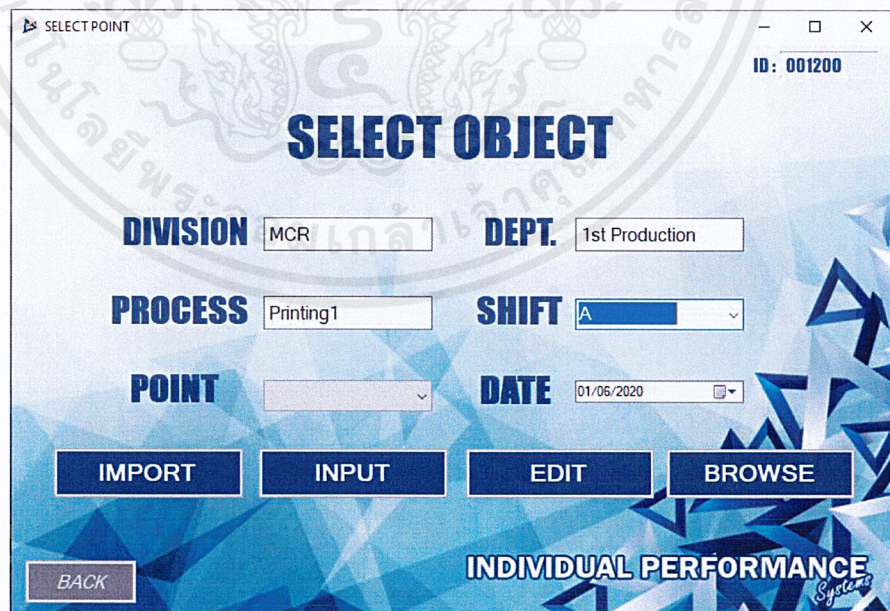 SELECT POINT
ID: 001200
SELECT OBJECT
DIVISION MCR DEPT. 1st Production
PROCESS Printing1 SHIFT A
POINT DATE 01/06/2020
IMPORT INPUT EDIT BROWSE
BACK
INDIVIDUAL PERFORMANCE
Systems